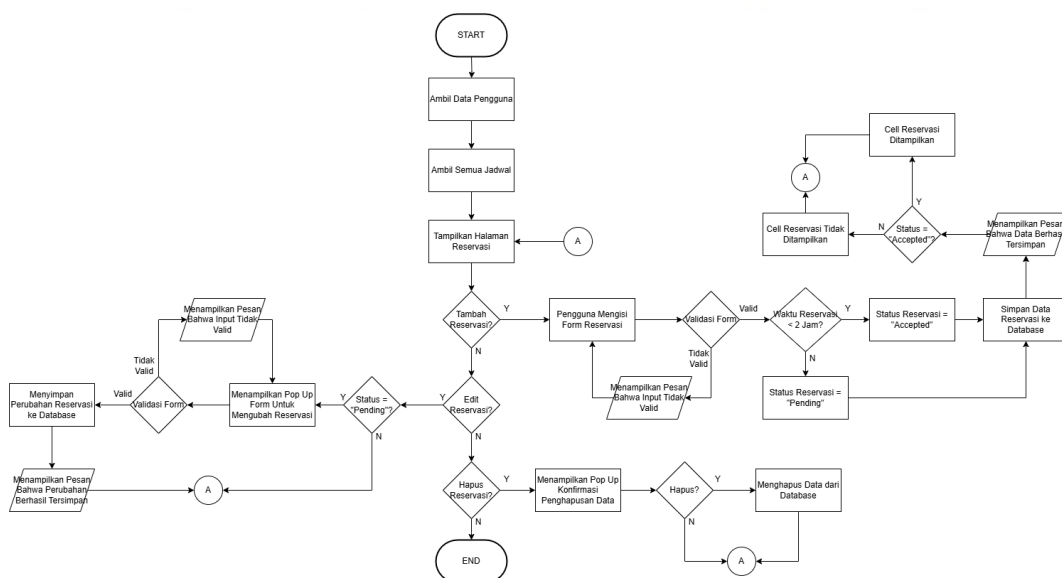 START
Ambil Data Pengguna
Ambil Semua Jadwal
Tampilkan Halaman
Reservasi
A
Tambah
Reservasi?
Y
N
Pengguna Mengisi
Form Reservasi
Validasi Form
Valid
Tidak
Valid
Menampilkan Pesan
Bahwa Input Tidak
Valid
Waktu Reservasi
< 2 Jam?
Y
N
Status Reservasi =
"Accepted"
Status Reservasi =
"Pending"
Simpan Data
Reservasi ke
Database
Menampilkan Pesan
Bahwa Data Berhasil
Tersimpan
Status =
"Accepted"?
Y
N
Cell Reservasi
Ditampilkan
Cell Reservasi Tidak
Ditampilkan
A
Edit
Reservasi?
Y
N
Status =
"Pending"?
Y
N
Menampilkan Pop Up
Form Untuk
Mengubah Reservasi
Validasi Form
Tidak
Valid
Valid
Menampilkan Pesan
Bahwa Input Tidak
Valid
Menyimpan
Perubahan Reservasi
ke Database
Menampilkan Pesan
Bahwa Perubahan
Berhasil Tersimpan
A
Hapus
Reservasi?
Y
N
Menampilkan Pop Up
Konfirmasi
Penghapusan Data
Hapus?
Y
N
Menghapus Data dari
Database
A
END